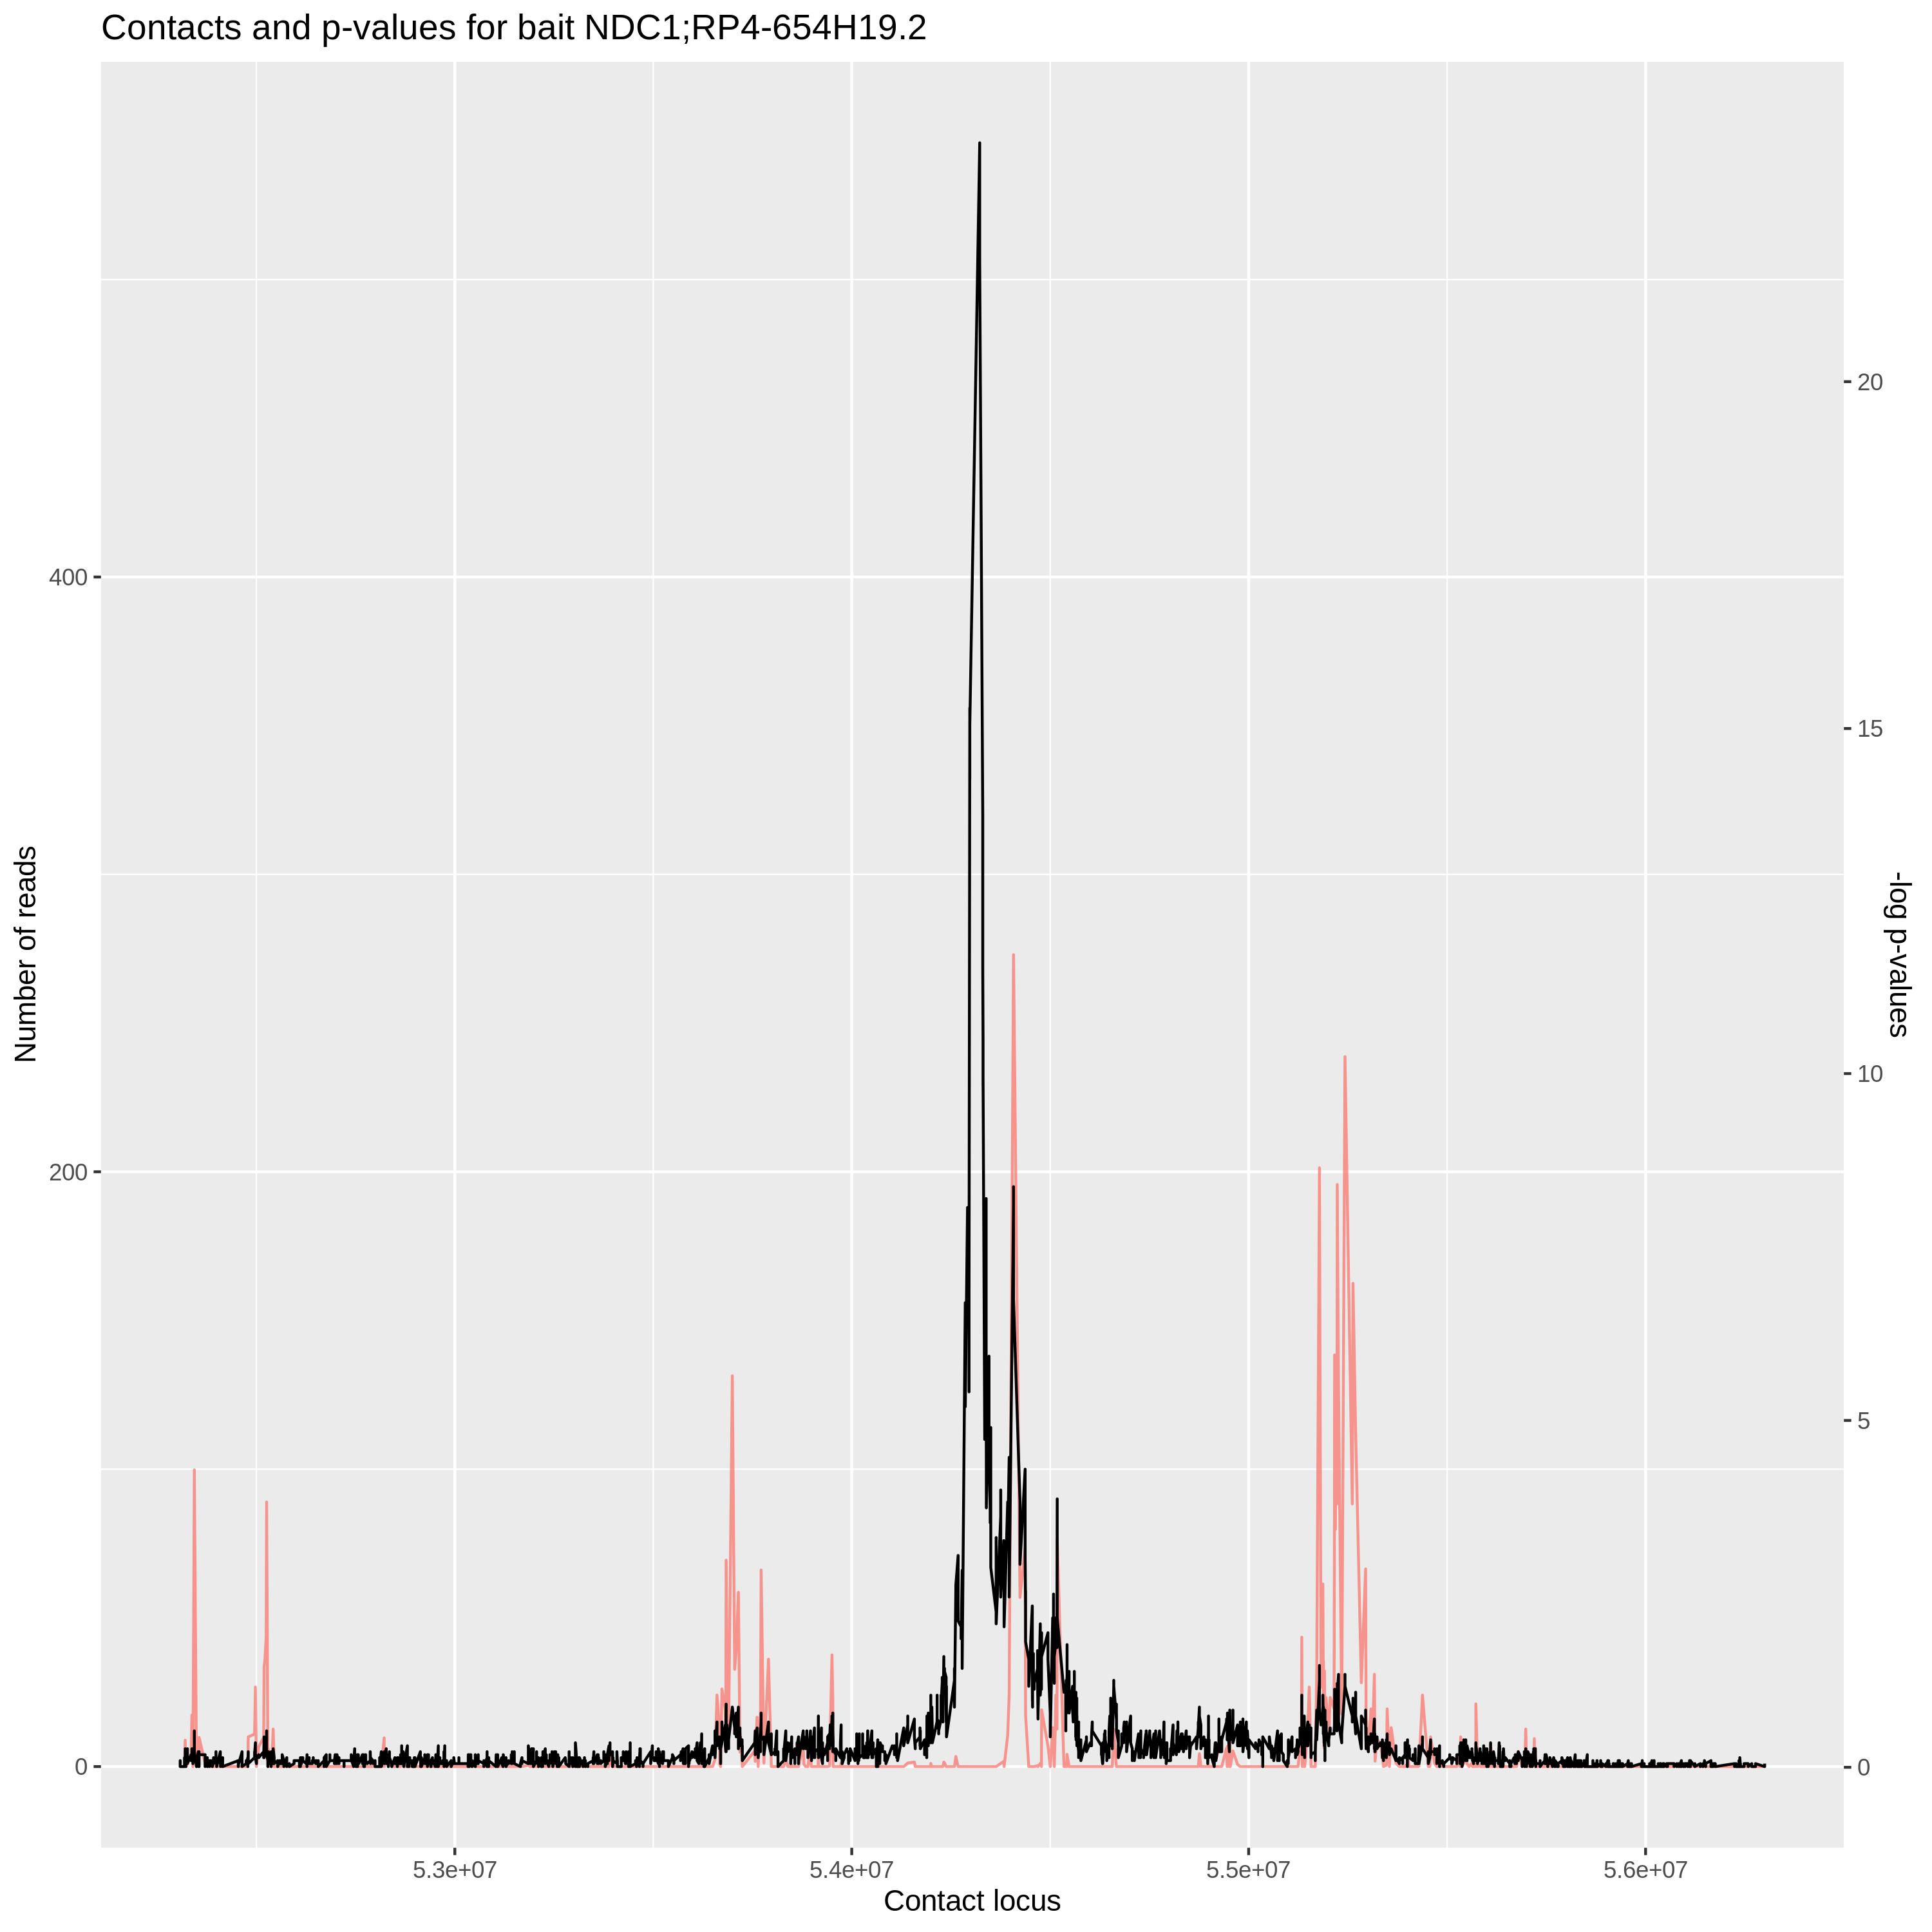 Contacts and p-values for bait NDC1;RP4-654H19.2
Number of reads
400
200
0
20
15
10
5
0
-log p-values
5.3e+07
5.4e+07
5.5e+07
5.6e+07
Contact locus